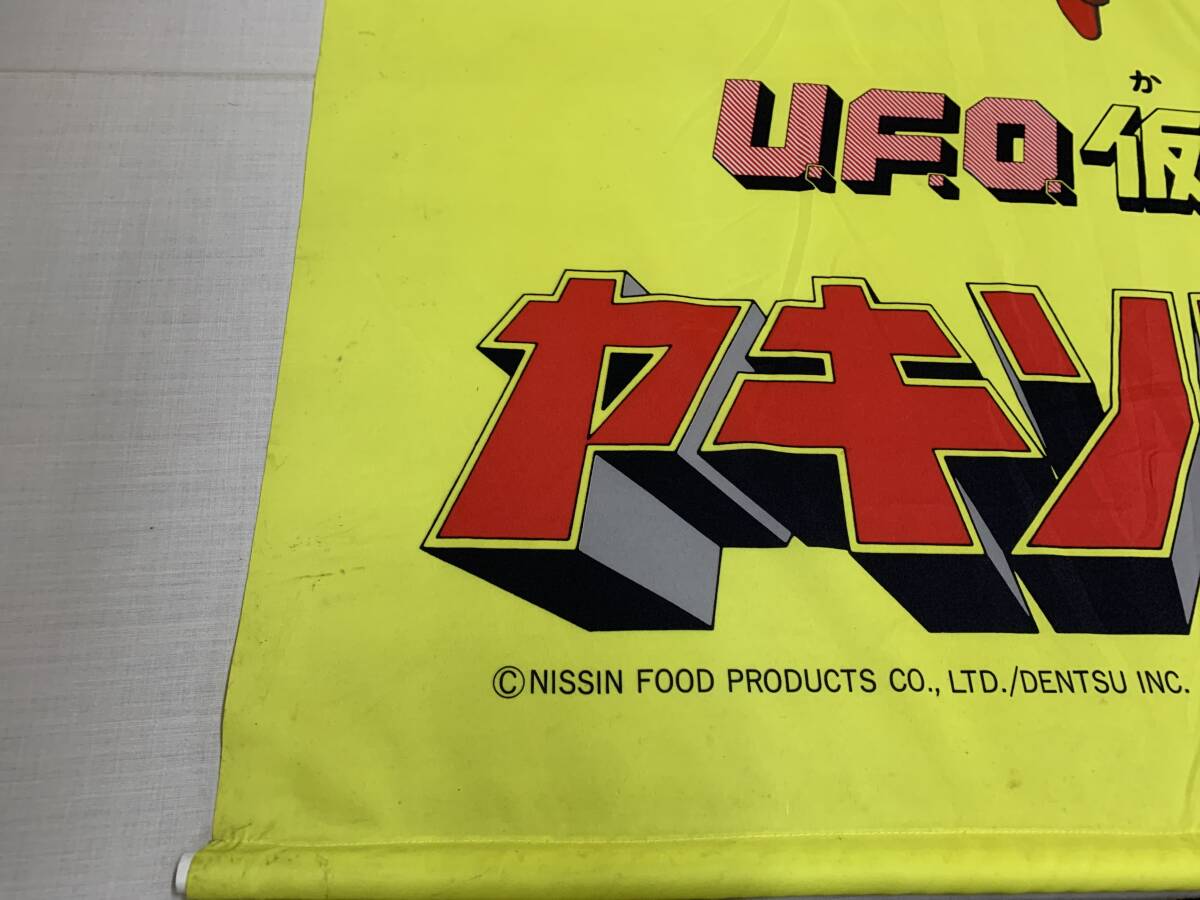 か
U.F.O.仮
ヤキソ
©NISSIN FOOD PRODUCTS CO., LTD./DENTSU INC.